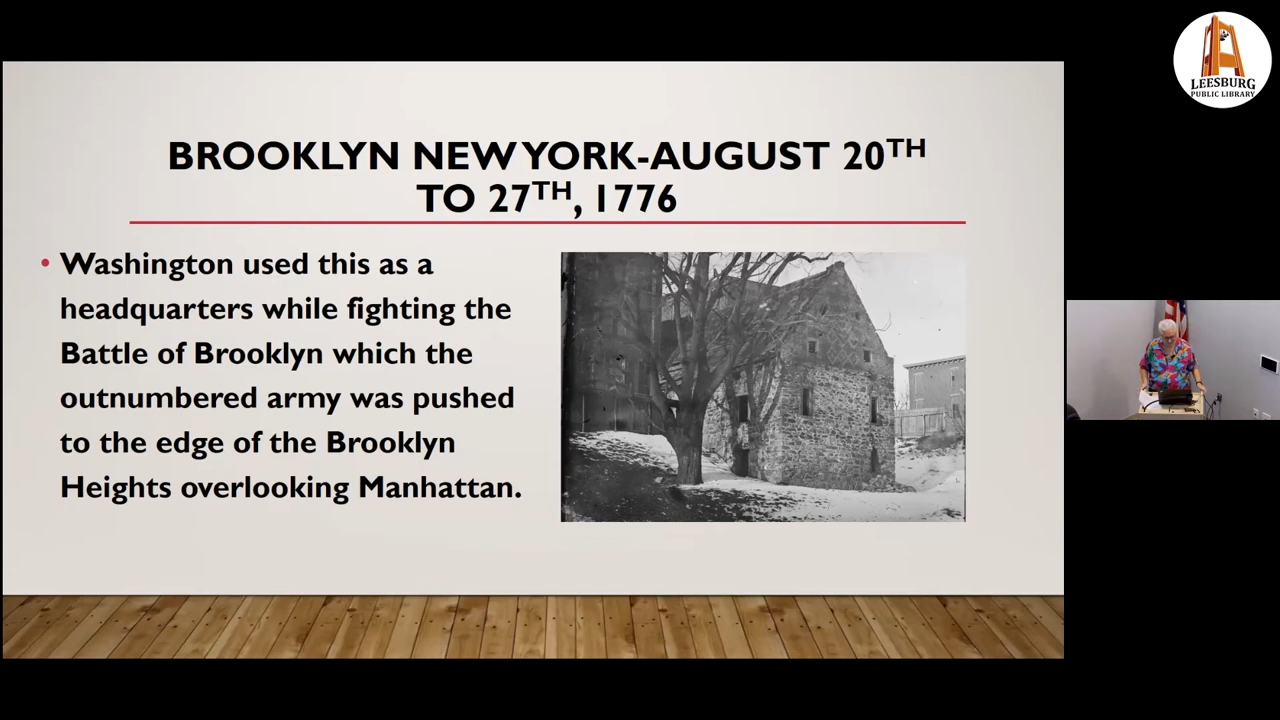 BROOKLYN NEW YORK-AUGUST 20TH
TO 27TH, 1776
• Washington used this as a
headquarters while fighting the
Battle of Brooklyn which the
outnumbered army was pushed
to the edge of the Brooklyn
Heights overlooking Manhattan.
LEESBURG
PUBLIC LIBRARY